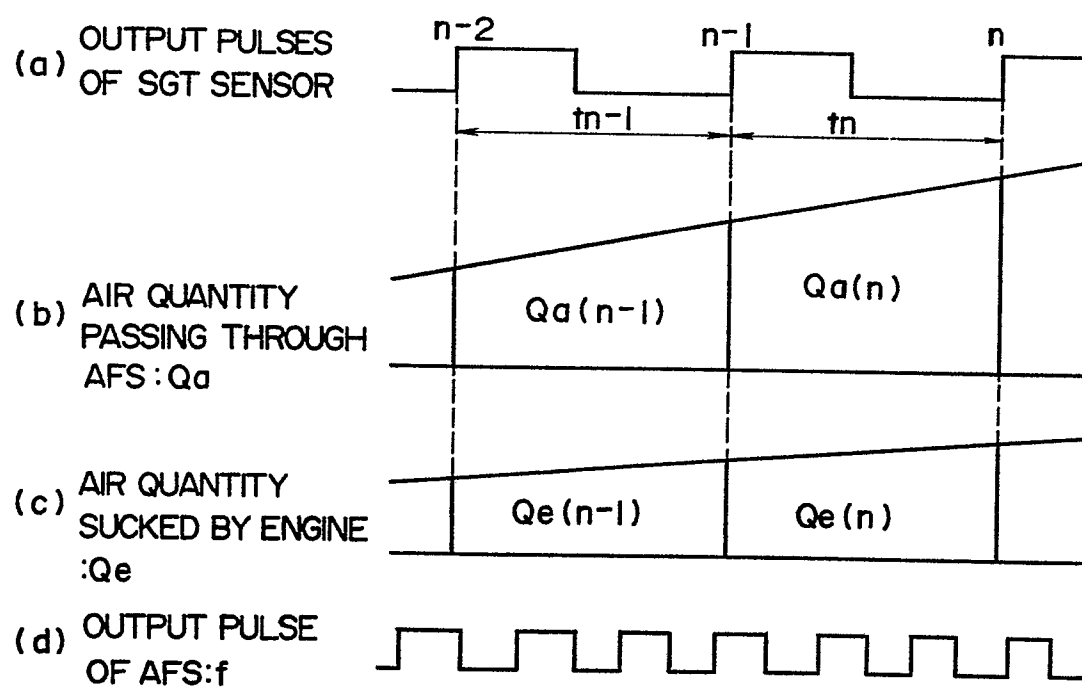 n-2 n-1 n
(a) OUTPUT PULSES
OF SGT SENSOR
tn-1 tn
(b) AIR QUANTITY
PASSING THROUGH
AFS:Qa
Qa(n-1) Qa(n)
(c) AIR QUANTITY
SUCKED BY ENGINE
:Qe
Qe(n-1) Qe(n)
(d) OUTPUT PULSE
OF AFS:f